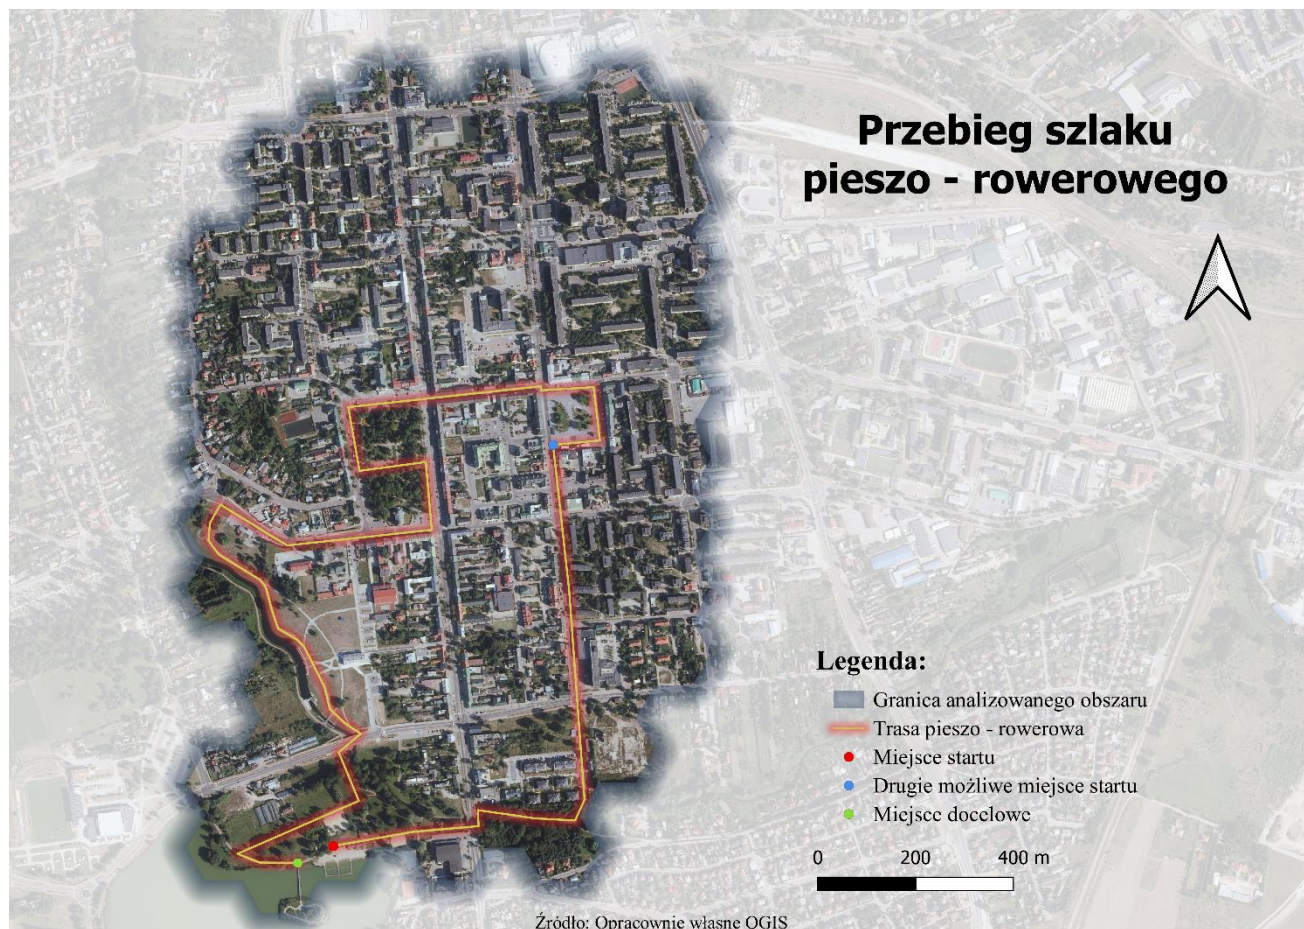 Przebieg szlaku
pieszo - rowerowego
Legenda:
Granica analizowanego obszaru
Trasa pieszo - rowerowa
Miejsce startu
Drugie możliwe miejsce startu
Miejsce docelowe
0 200 400 m
Źródło: Opracownie własne QGIS